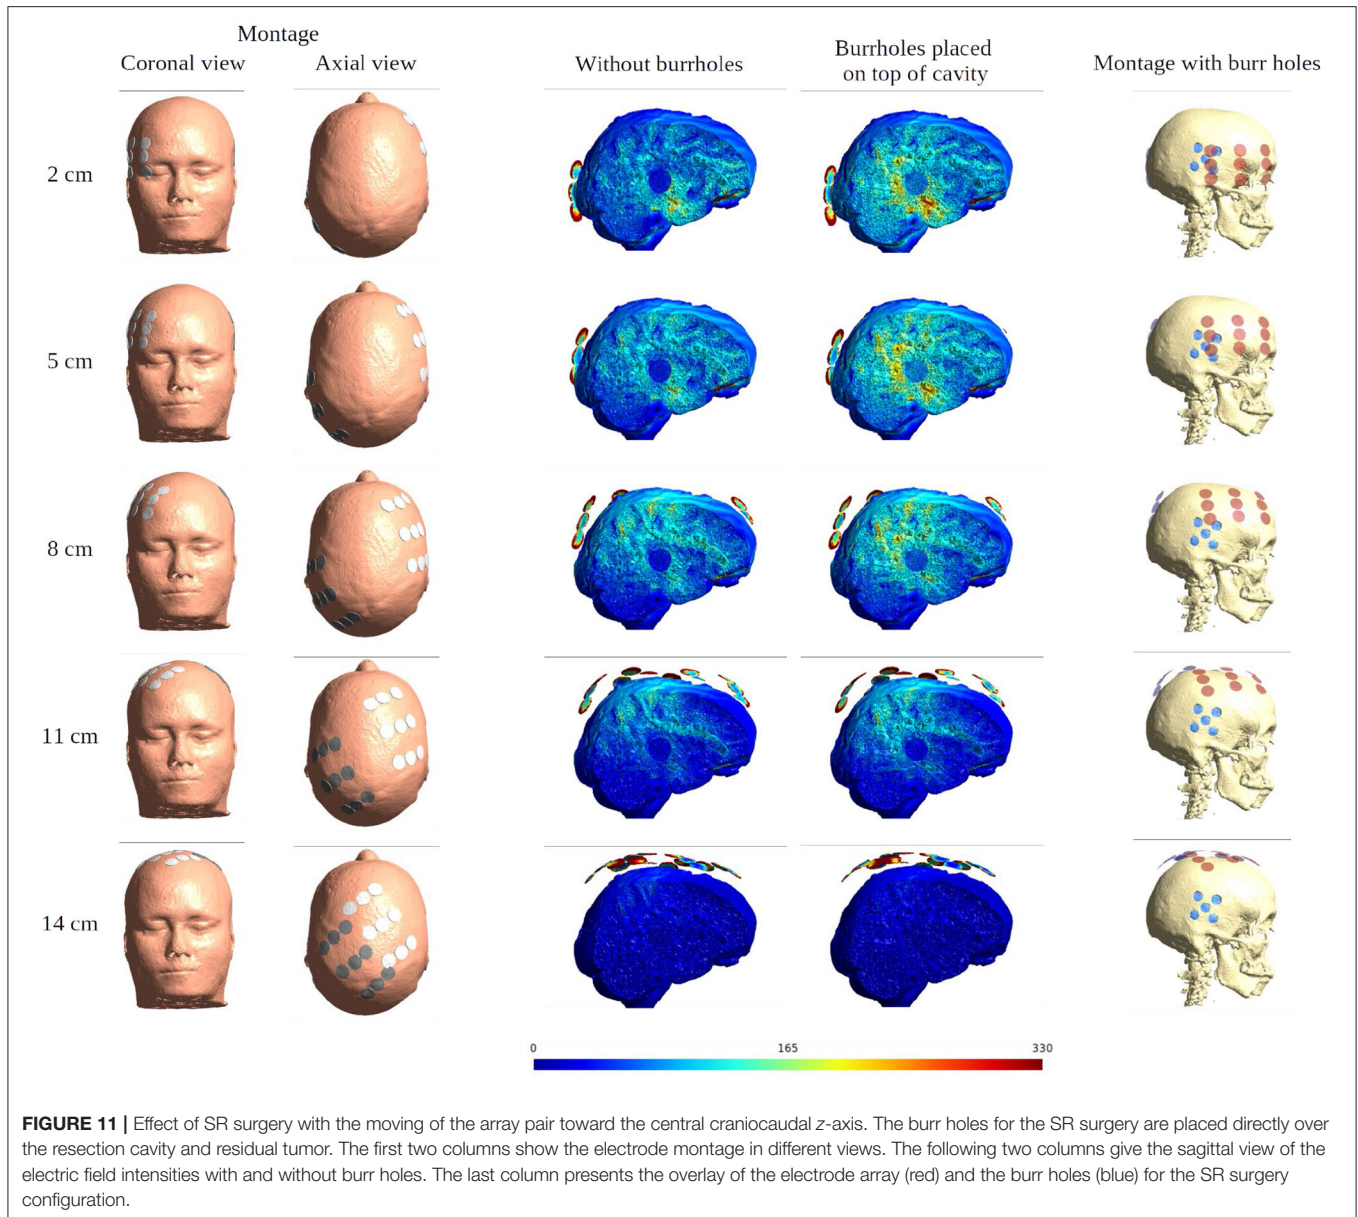 Montage
Coronal view
Axial view
Without burrholes
Burrholes placed
on top of cavity
Montage with burr holes
2 cm
5 cm
8 cm
11 cm
14 cm
0
165
330
FIGURE 11 | Effect of SR surgery with the moving of the array pair toward the central craniocaudal z-axis. The burr holes for the SR surgery are placed directly over
the resection cavity and residual tumor. The first two columns show the electrode montage in different views. The following two columns give the sagittal view of the
electric field intensities with and without burr holes. The last column presents the overlay of the electrode array (red) and the burr holes (blue) for the SR surgery
configuration.